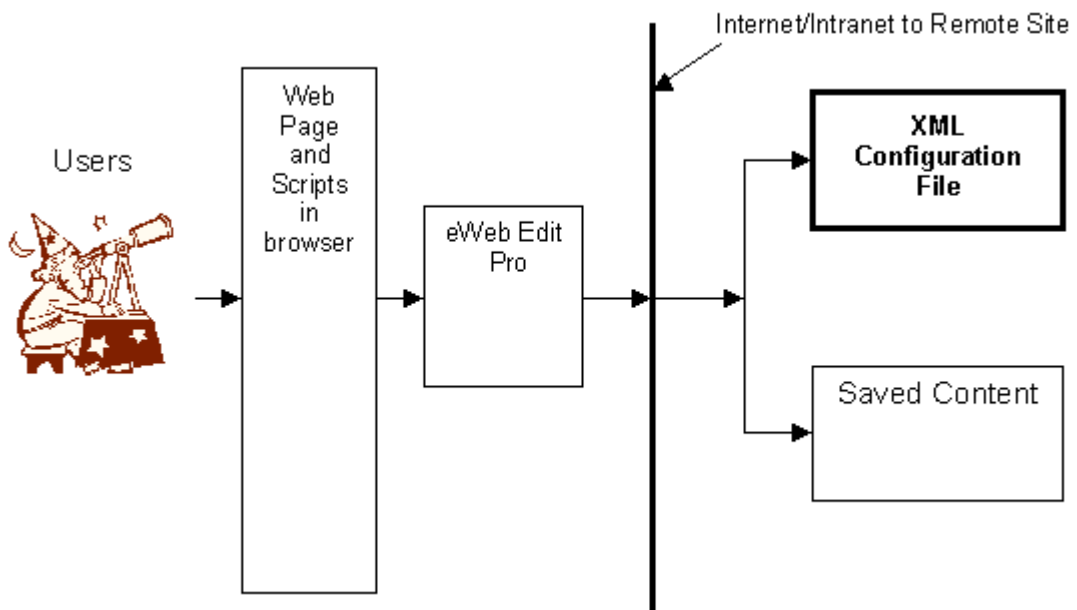 Internet/Intranet to Remote Site
Users
Web
Page
and
Scripts
in
browser
eWeb Edit
Pro
XML
Configuration
File
Saved Content